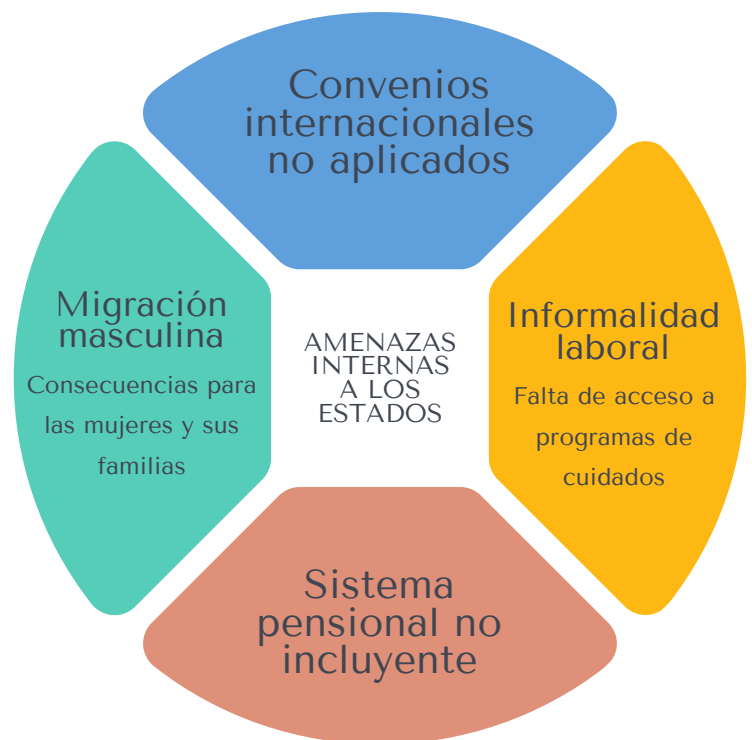 Convenios
internacionales
no aplicados
Migración
masculina
Consecuencias para
las mujeres y sus
familias
AMENAZAS
INTERNAS
A LOS
ESTADOS
Informalidad
laboral
Falta de acceso a
programas de
cuidados
Sistema
pensional no
incluyente